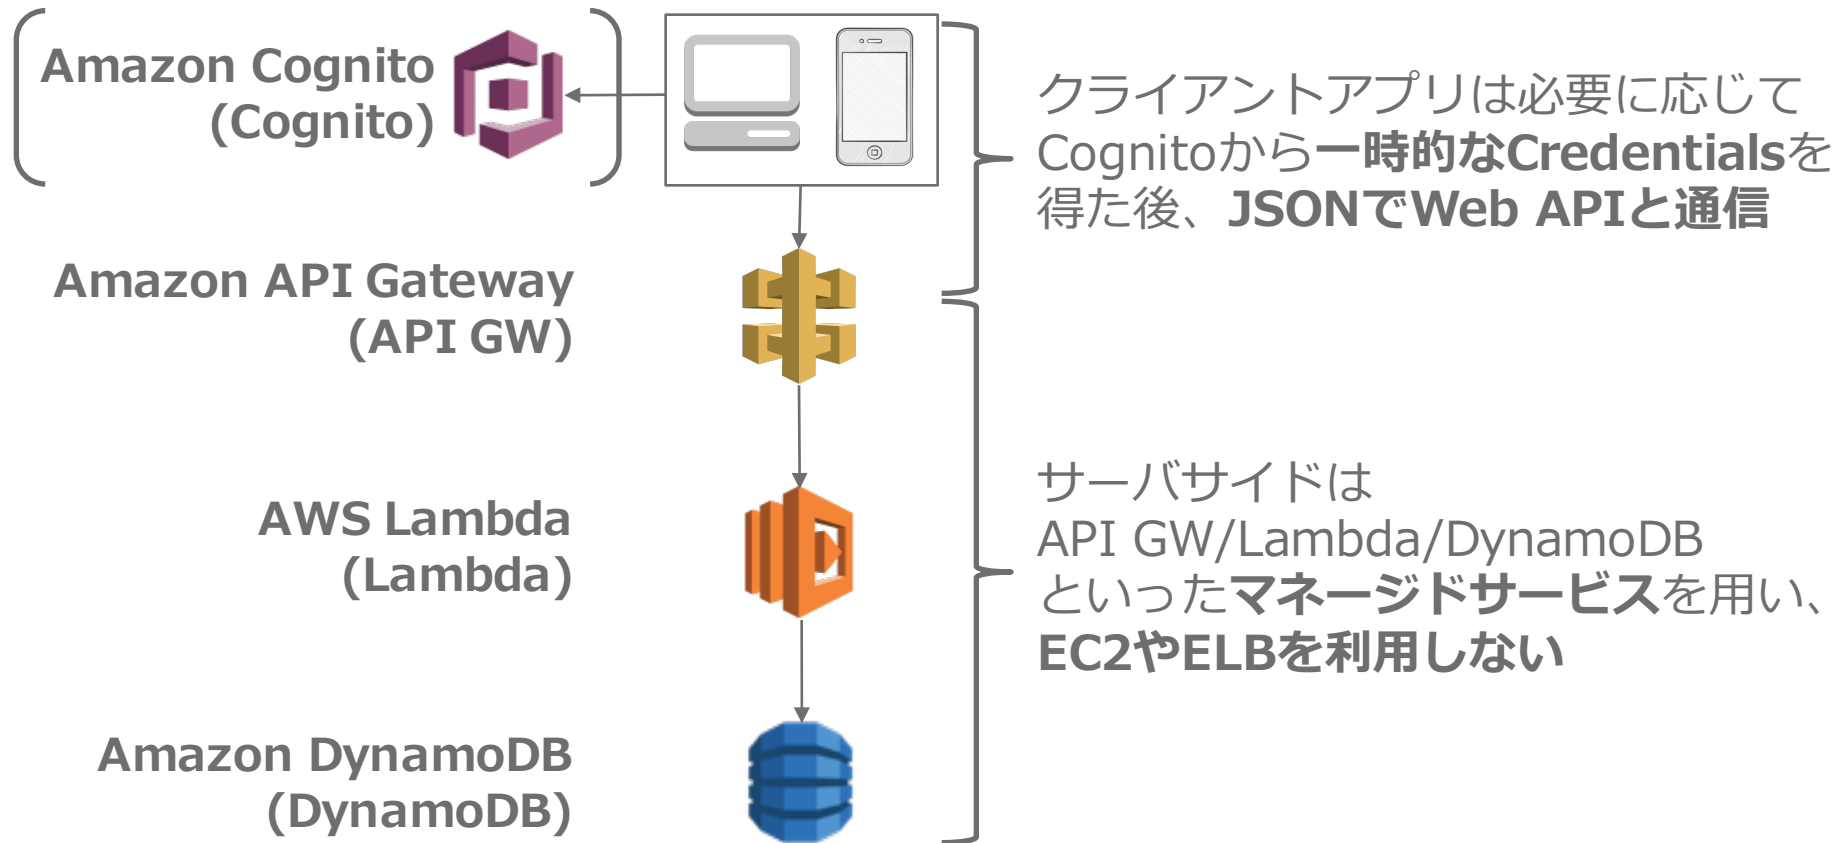 Amazon Cognito
(Cognito)
クライアントアプリは必要に応じて
Cognitoから一時的なCredentialsを
得た後、JSONでWeb APIと通信
Amazon API Gateway
(API GW)
AWS Lambda
(Lambda)
サーバサイドは
API GW/Lambda/DynamoDB
といったマネージドサービスを用い、
EC2やELBを利用しない
Amazon DynamoDB
(DynamoDB)